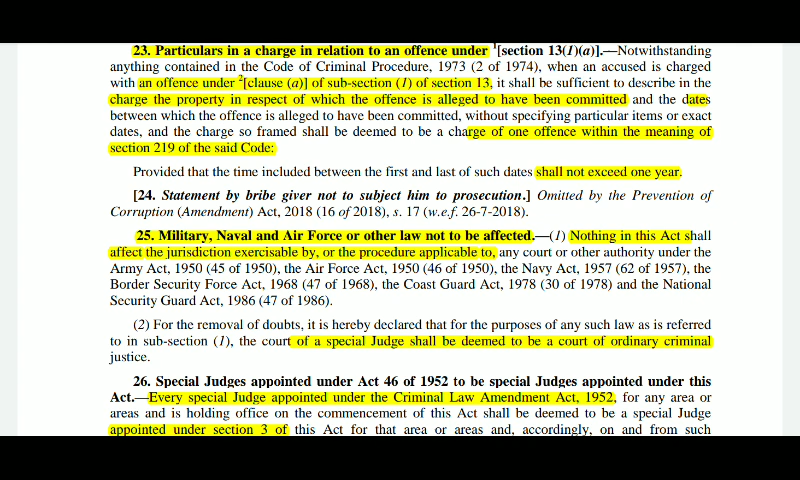 23. Particulars in a charge in relation to an offence under 1[section 13(1)(a)].—Notwithstanding
anything contained in the Code of Criminal Procedure, 1973 (2 of 1974), when an accused is charged
with an offence under 2[clause (a)] of sub-section (1) of section 13, it shall be sufficient to describe in the
charge the property in respect of which the offence is alleged to have been committed and the dates
between which the offence is alleged to have been committed, without specifying particular items or exact
dates, and the charge so framed shall be deemed to be a charge of one offence within the meaning of
section 219 of the said Code:
Provided that the time included between the first and last of such dates shall not exceed one year.
[24. Statement by bribe giver not to subject him to prosecution.] Omitted by the Prevention of
Corruption (Amendment) Act, 2018 (16 of 2018), s. 17 (w.e.f. 26-7-2018).
25. Military, Naval and Air Force or other law not to be affected.—(1) Nothing in this Act shall
affect the jurisdiction exercisable by, or the procedure applicable to, any court or other authority under the
Army Act, 1950 (45 of 1950), the Air Force Act, 1950 (46 of 1950), the Navy Act, 1957 (62 of 1957), the
Border Security Force Act, 1968 (47 of 1968), the Coast Guard Act, 1978 (30 of 1978) and the National
Security Guard Act, 1986 (47 of 1986).
(2) For the removal of doubts, it is hereby declared that for the purposes of any such law as is referred
to in sub-section (1), the court of a special Judge shall be deemed to be a court of ordinary criminal
justice.
26. Special Judges appointed under Act 46 of 1952 to be special Judges appointed under this
Act.—Every special Judge appointed under the Criminal Law Amendment Act, 1952, for any area or
areas and is holding office on the commencement of this Act shall be deemed to be a special Judge
appointed under section 3 of this Act for that area or areas and, accordingly, on and from such